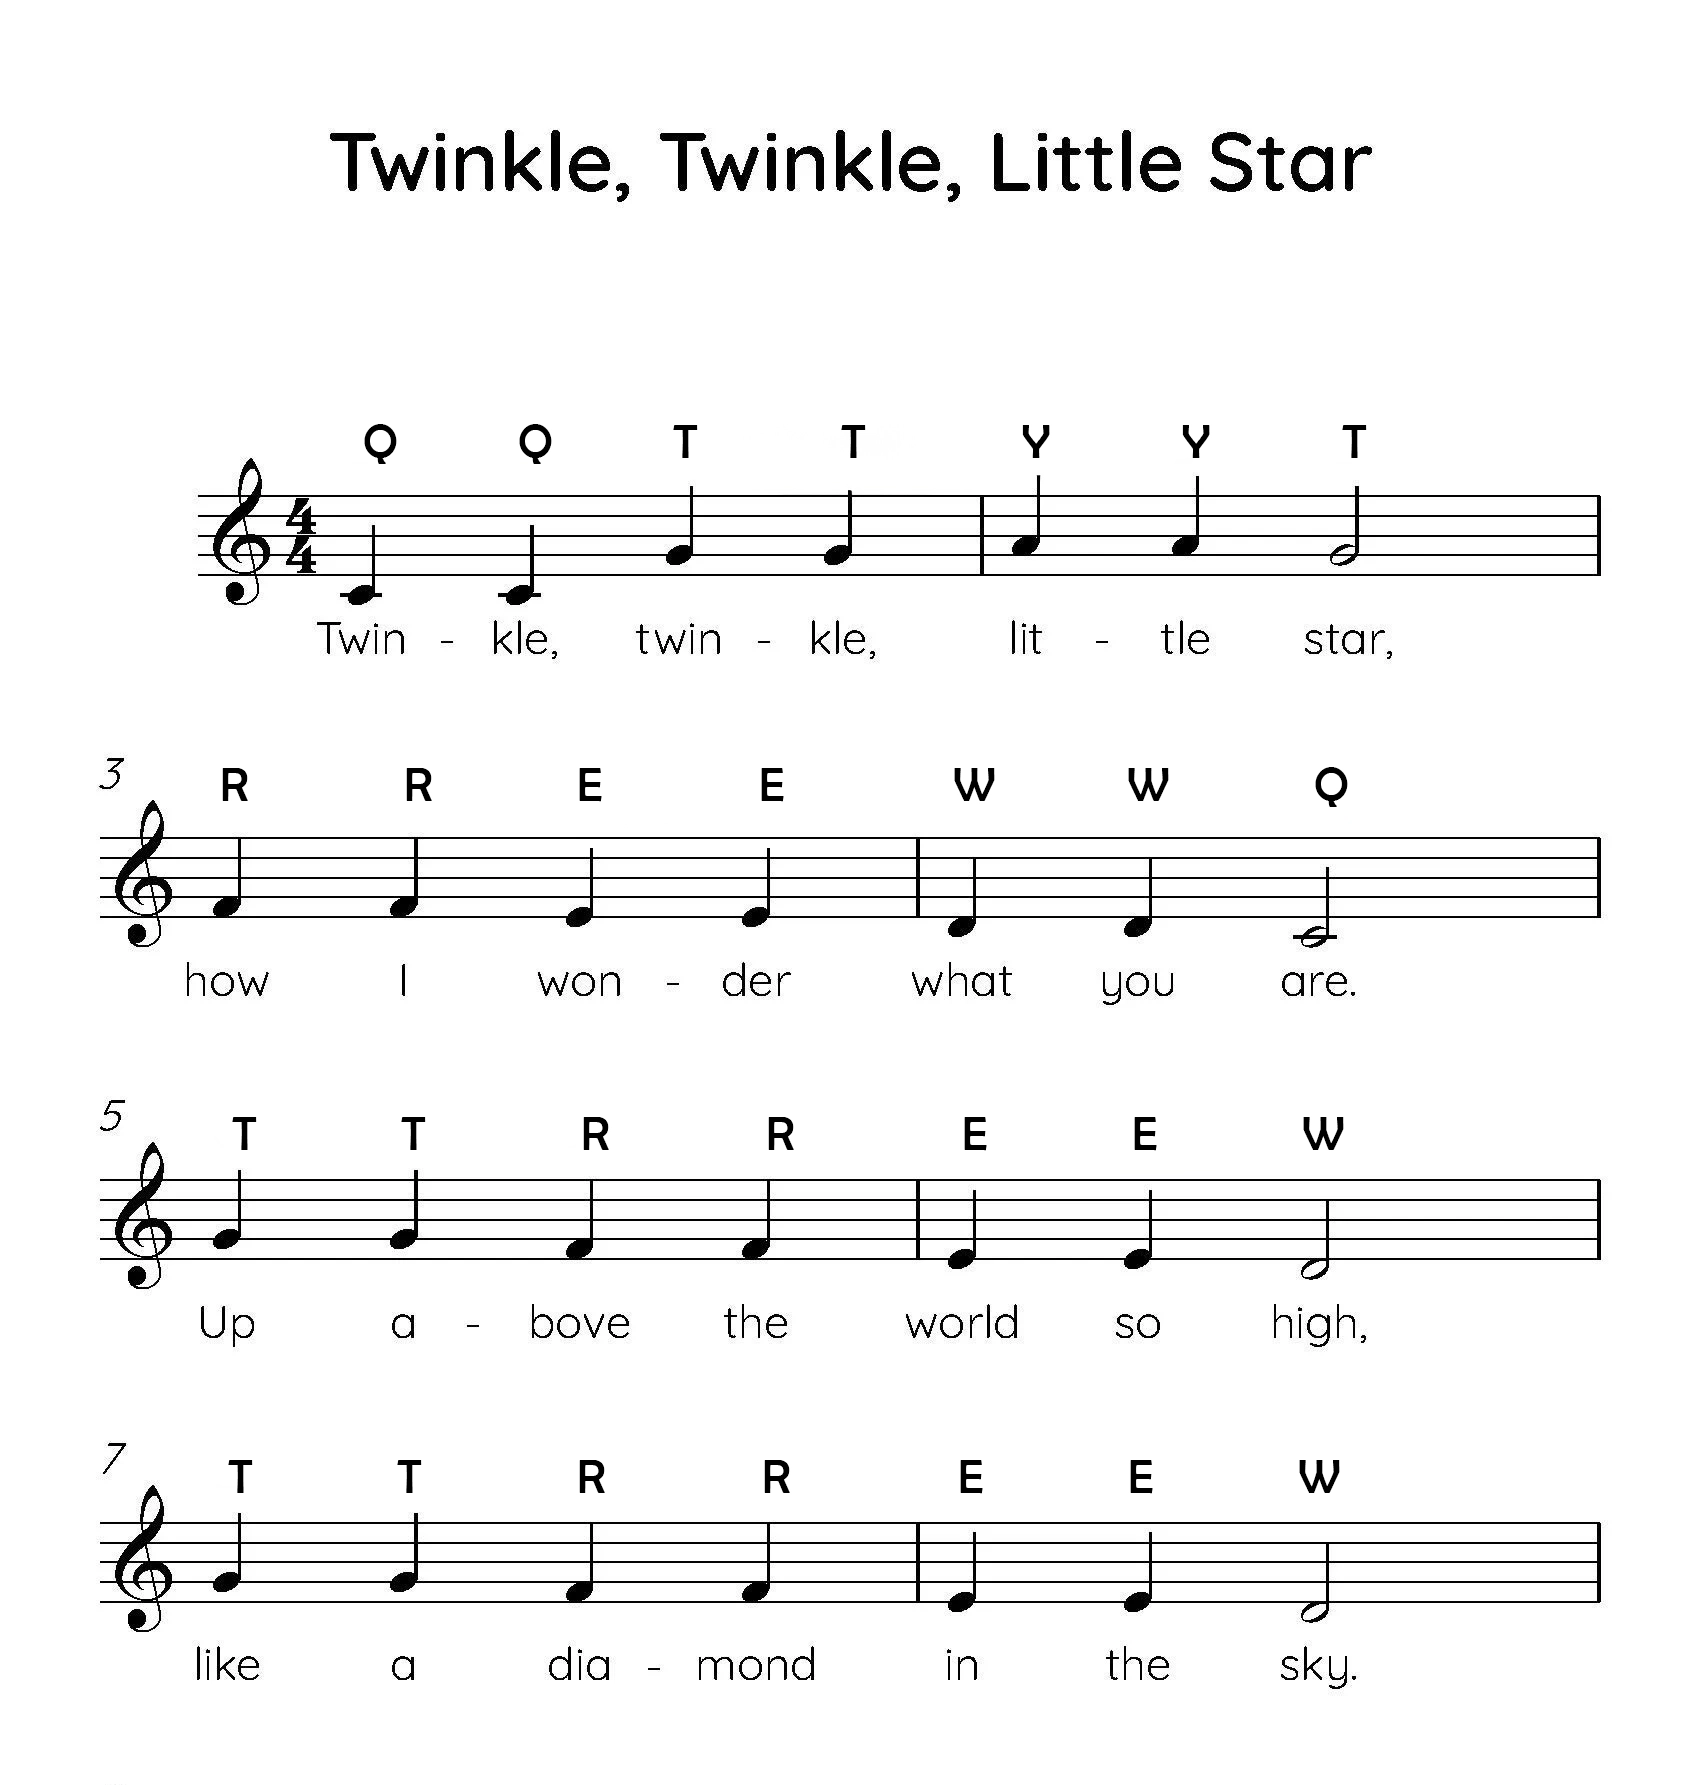 Twinkle, Twinkle, Little Star
Q Q T T Y Y T
4
4
Twin - kle, twin - kle, lit - tle star,
3
R R E E W W Q
how I won - der what you are.
5
T T R R E E W
Up a - bove the world so high,
7
T T R R E E W
like a dia - mond in the sky.